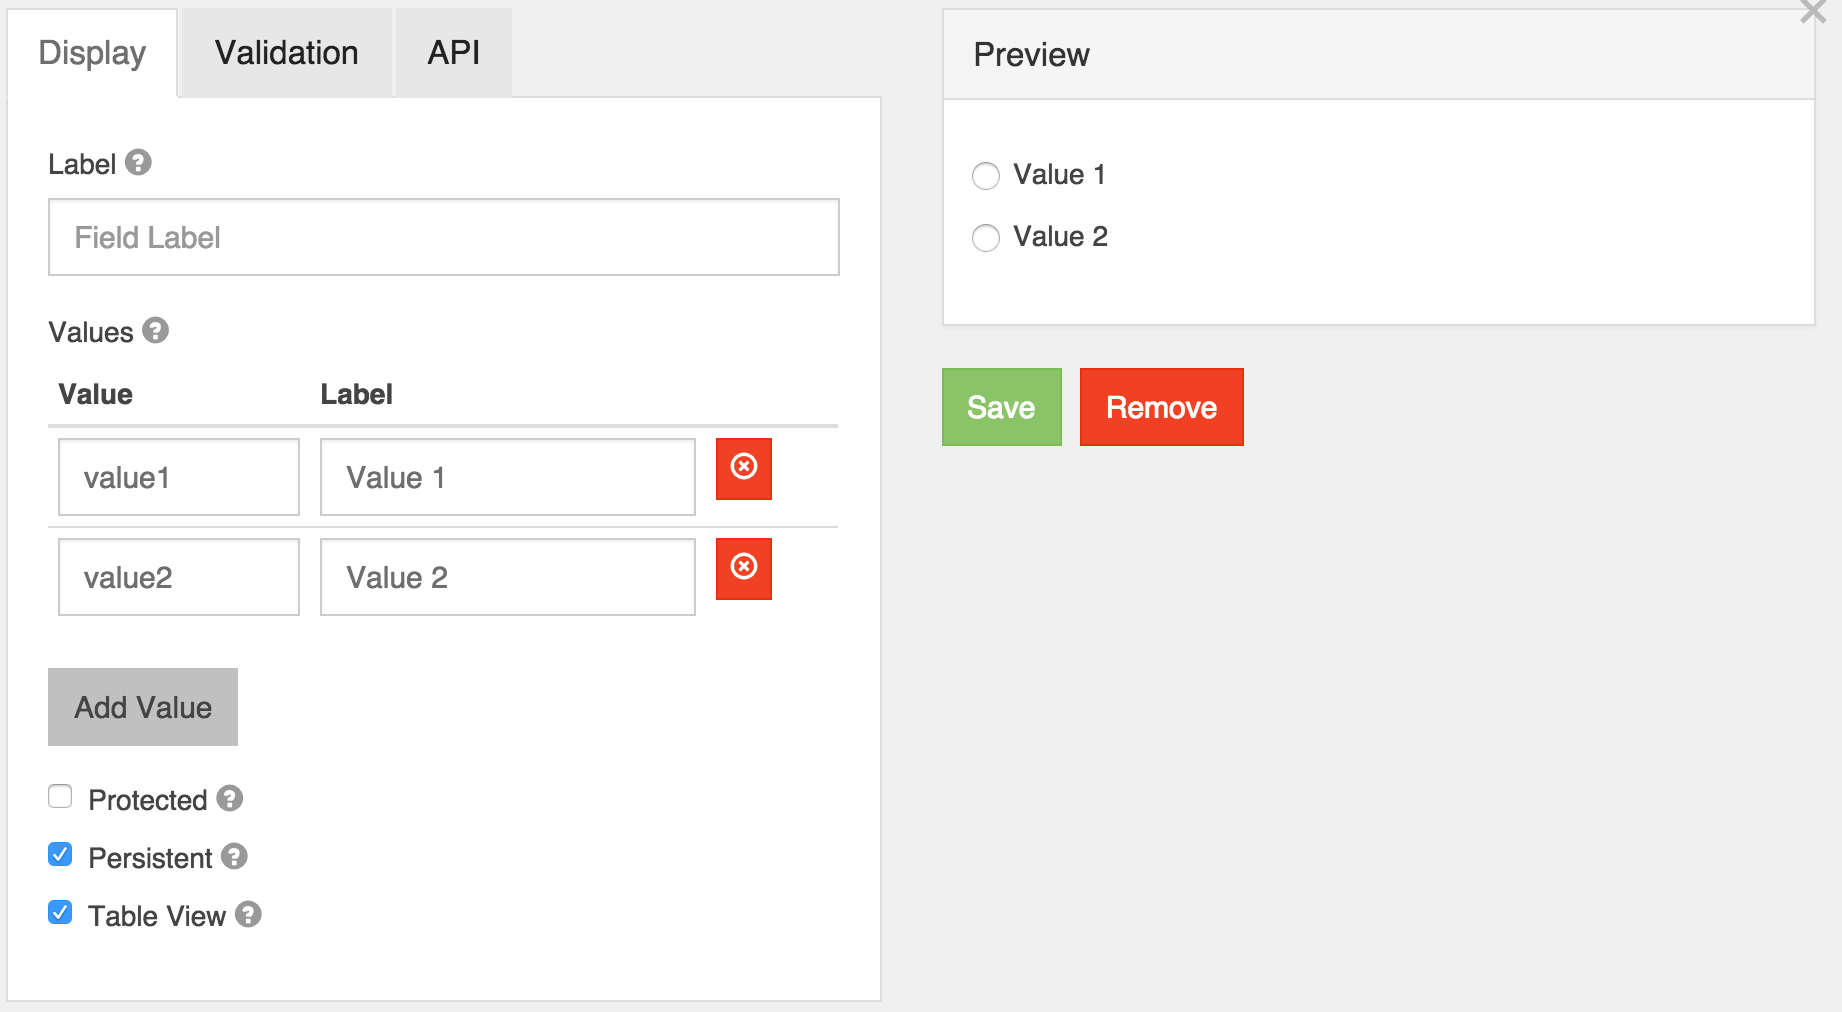 Display Validation API
Label
Field Label
Values
Value Label
value1 Value 1
value2 Value 2
Add Value
Protected
Persistent
Table View
Preview
Value 1
Value 2
Save Remove